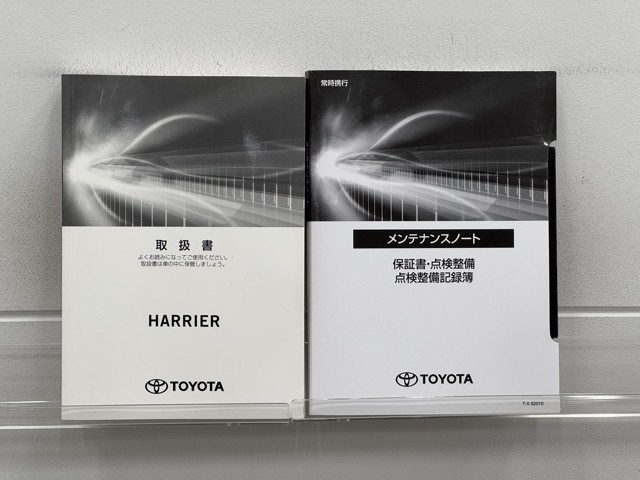 取扱書
よくお読みになってご使用ください。
取扱書は車の中に保管しましょう。
HARRIER
TOYOTA
常時携行
メンテナンスノート
保証書・点検整備
点検整備記録簿
TOYOTA